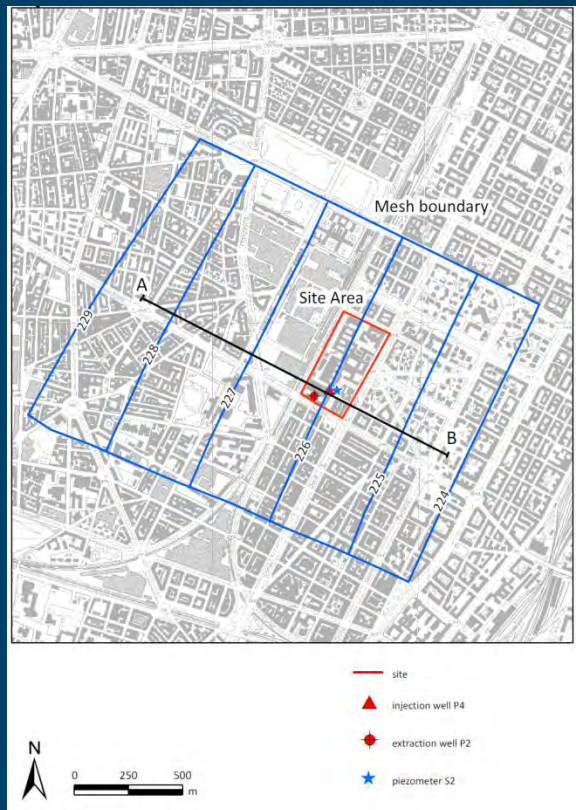 Mesh boundary
A
Site Area
229
228
227
226
B
225
224
site
injection well P4
extraction well P2
piezometer S2
N
0 250 500
m